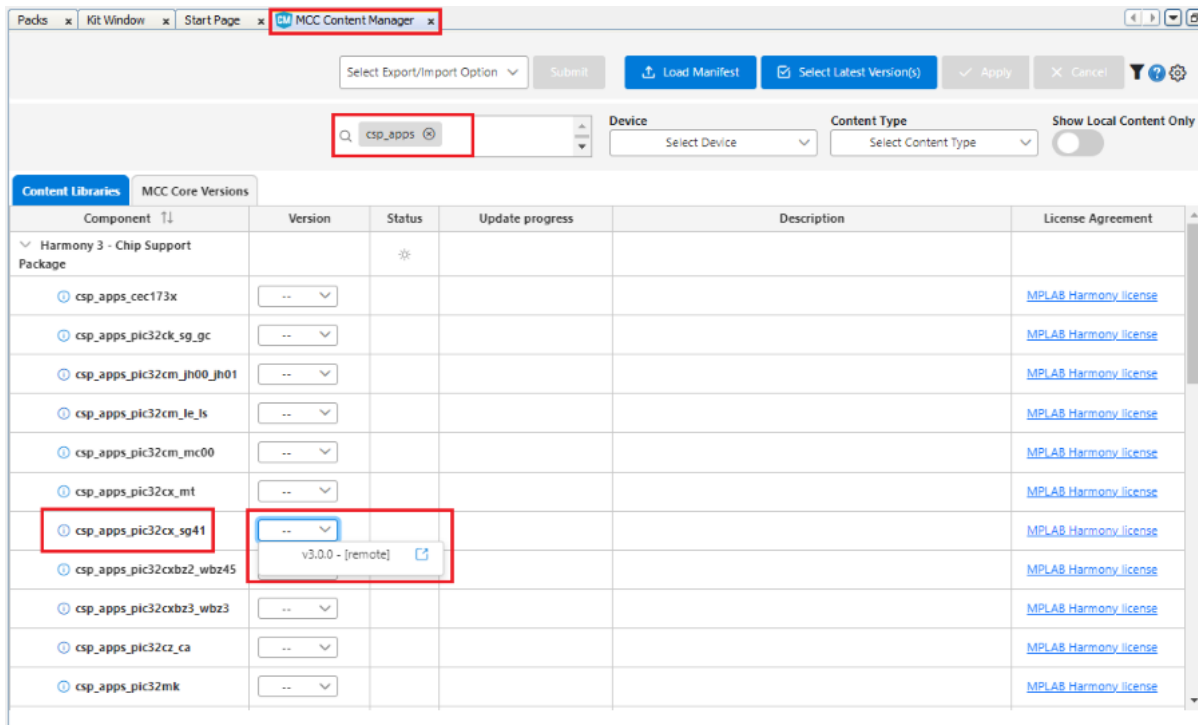 Packs x Kit Window x Start Page x CM MCC Content Manager x
Select Export/Import Option Submit Load Manifest Select Latest Version(s) Apply Cancel
csp_apps
Device Content Type Show Local Content Only
Select Device Select Content Type
Content Libraries MCC Core Versions
Component Version Status Update progress Description License Agreement
Harmony 3 - Chip Support
Package
csp_apps_cec173x -- MPLAB Harmony license
csp_apps_pic32ck_sg_gc -- MPLAB Harmony license
csp_apps_pic32cm_jh00_jh01 -- MPLAB Harmony license
csp_apps_pic32cm_le_ls -- MPLAB Harmony license
csp_apps_pic32cm_mc00 -- MPLAB Harmony license
csp_apps_pic32cx_mt -- MPLAB Harmony license
csp_apps_pic32cx_sg41 -- MPLAB Harmony license
v3.0.0 - [remote]
csp_apps_pic32cxbz2_wbz45 MPLAB Harmony license
csp_apps_pic32cxbz3_wbz3 -- MPLAB Harmony license
csp_apps_pic32cz_ca -- MPLAB Harmony license
csp_apps_pic32mk -- MPLAB Harmony license